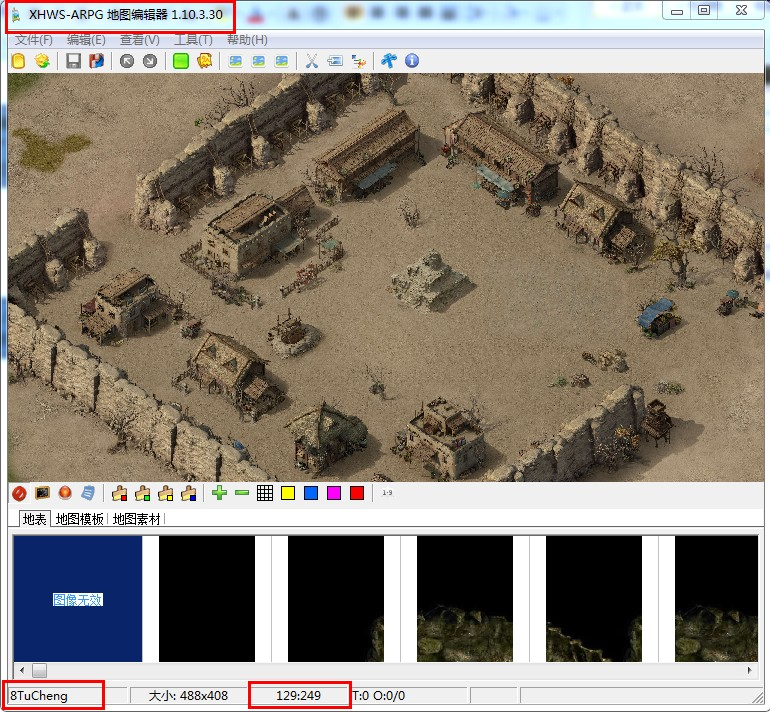 XHWS-ARPG 地图编辑器 1.10.3.30
文件(F) 编辑(E) 查看(V) 工具(T) 帮助(H)
1-9
地表 地图模板 地图素材
图像无效
8TuCheng 大小: 488x408 129:249 T:0 O:0/0